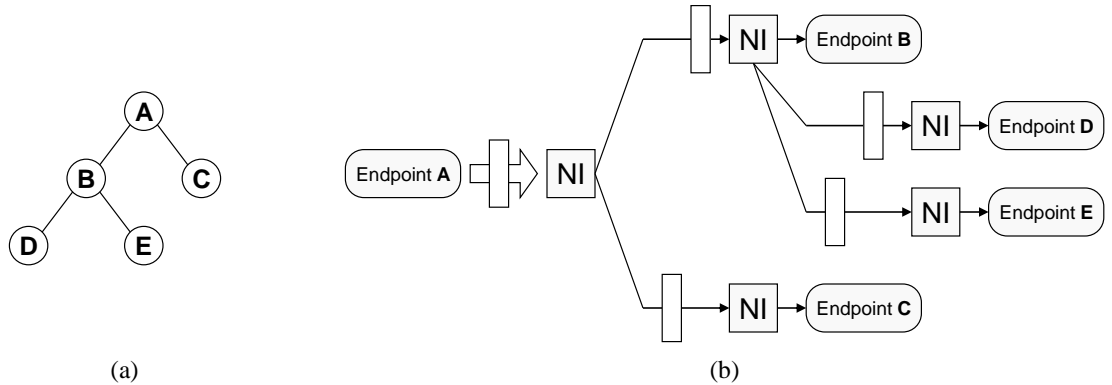 A
B
C
D
E
(a)
Endpoint A
NI
NI
Endpoint B
NI
Endpoint D
NI
Endpoint E
NI
Endpoint C
(b)